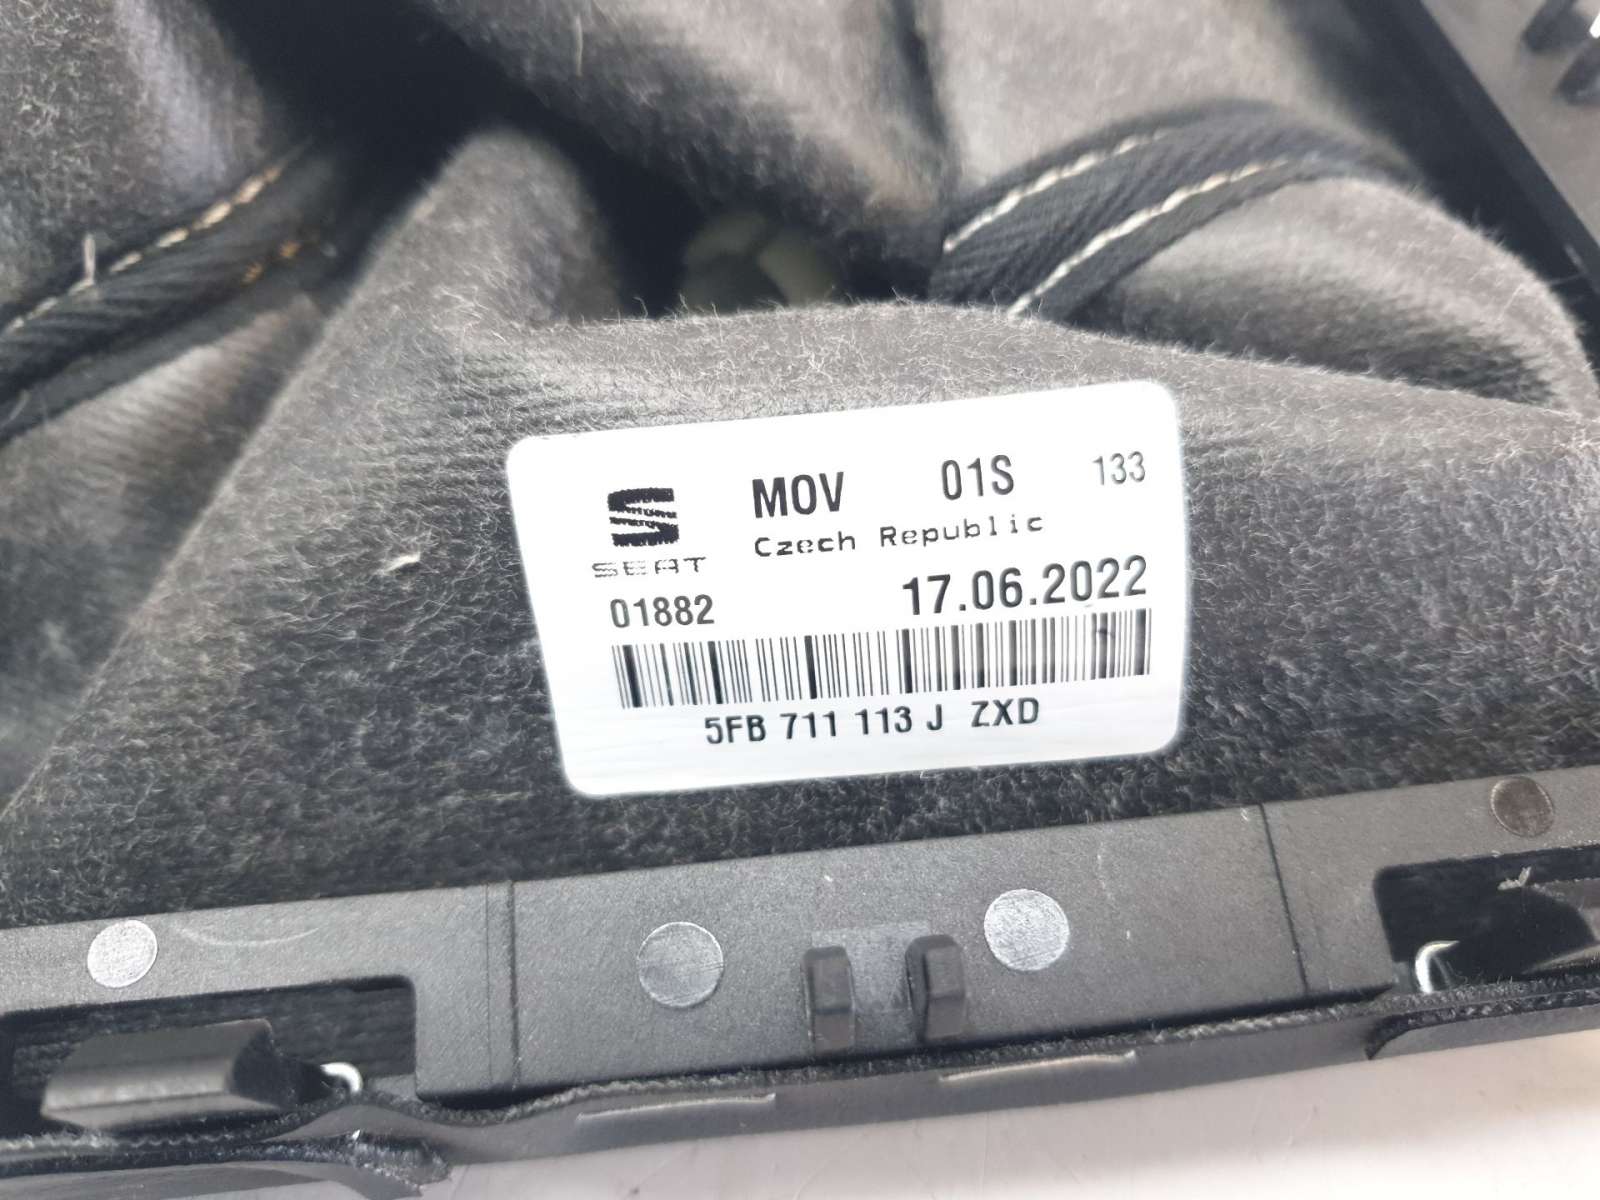 MOV 01S 133
Czech Republic
SEAT
01882 17.06.2022
5FB 711 113 J ZXD